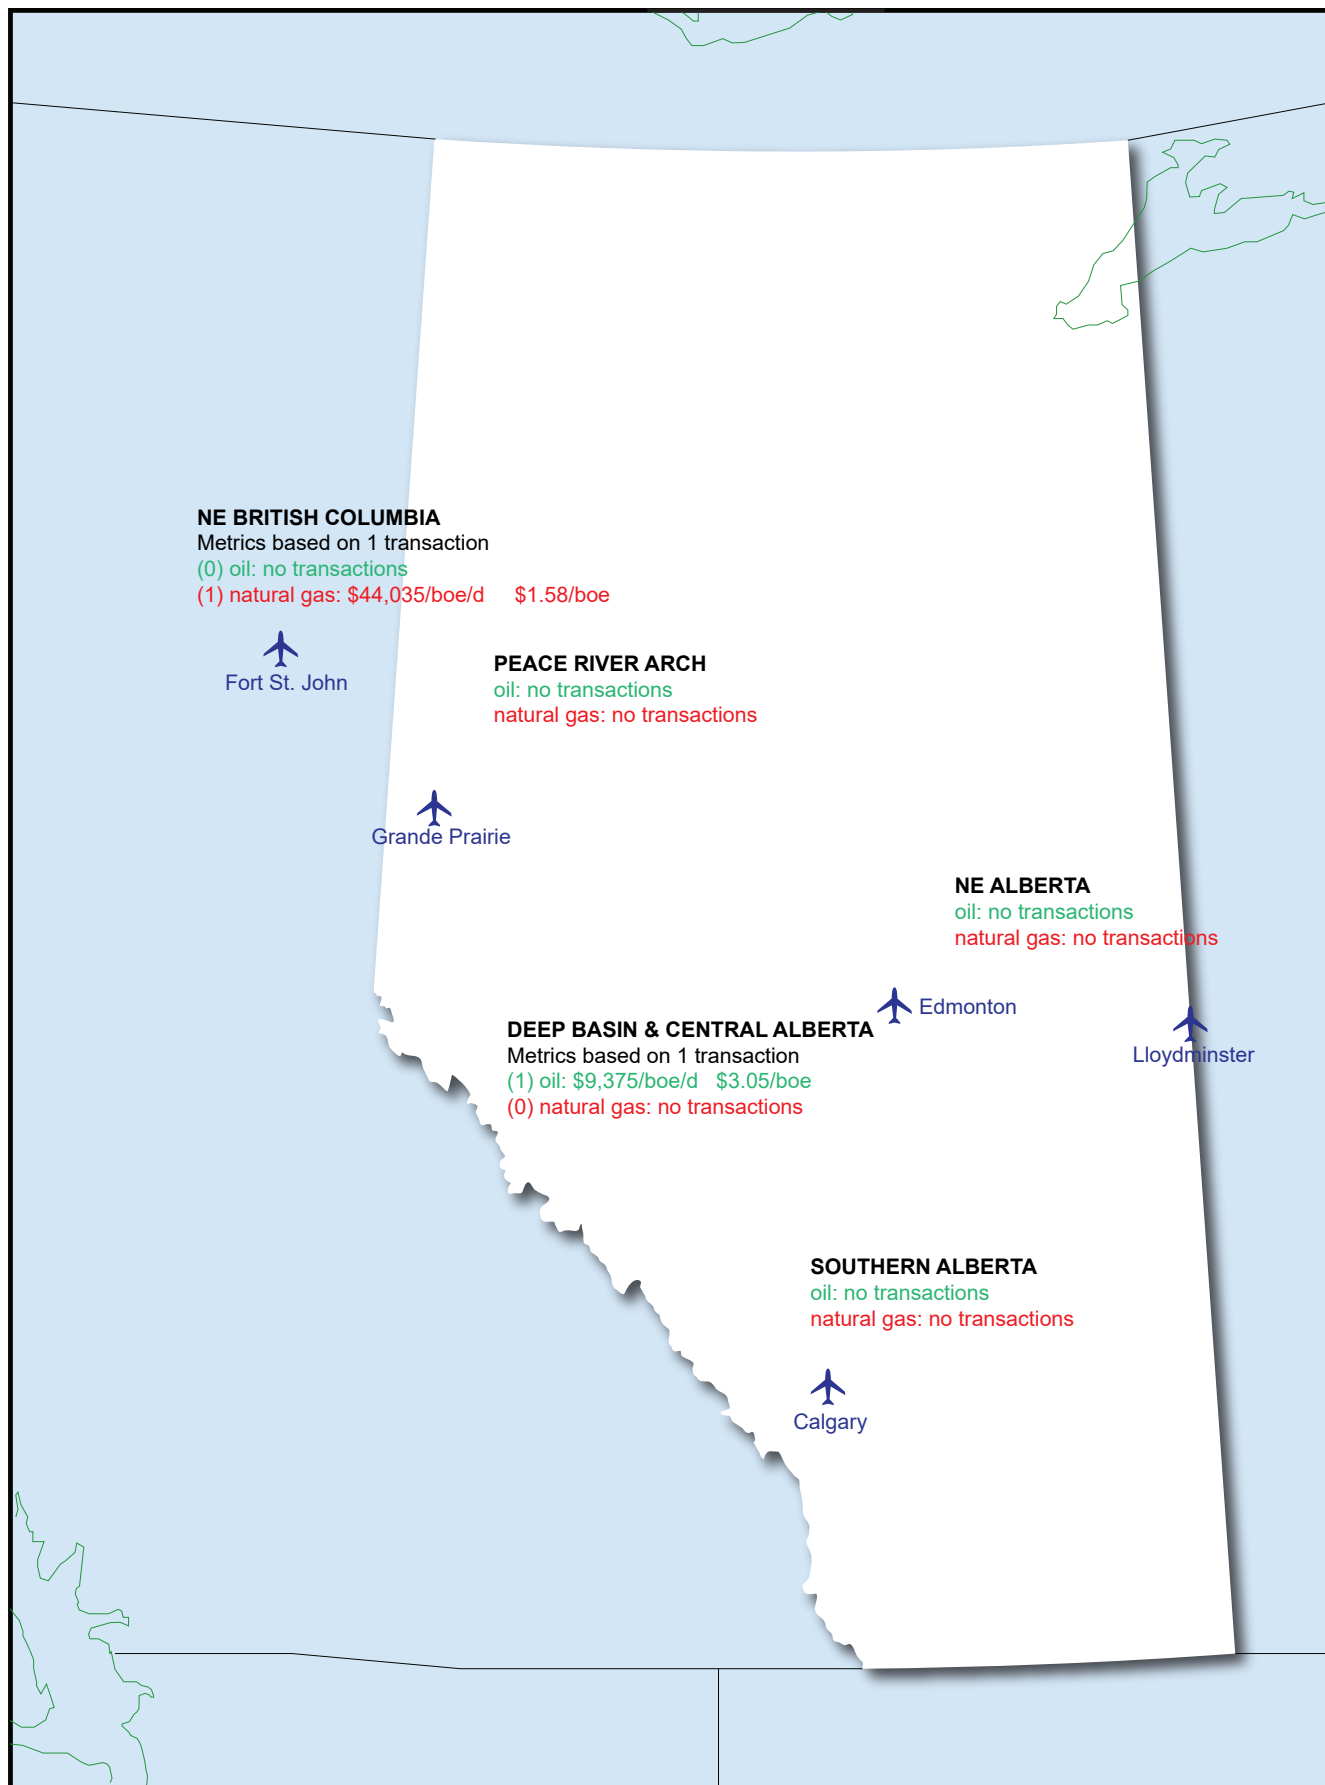 NE BRITISH COLUMBIA
Metrics based on 1 transaction
(0) oil: no transactions
(1) natural gas: $44,035/boe/d $1.58/boe
Fort St. John
PEACE RIVER ARCH
oil: no transactions
natural gas: no transactions
Grande Prairie
NE ALBERTA
oil: no transactions
natural gas: no transactions
Edmonton
Lloydminster
DEEP BASIN & CENTRAL ALBERTA
Metrics based on 1 transaction
(1) oil: $9,375/boe/d $3.05/boe
(0) natural gas: no transactions
SOUTHERN ALBERTA
oil: no transactions
natural gas: no transactions
Calgary